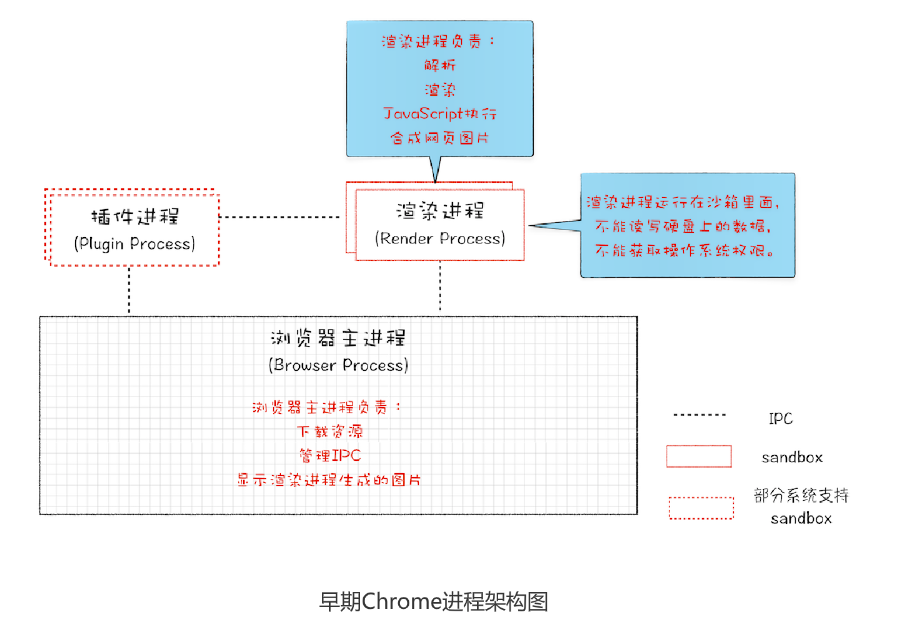 渲染进程负责：
解析
渲染
JavaScript执行
合成网页图片
插件进程
(Plugin Process)
渲染进程
(Render Process)
渲染进程运行在沙箱里面，
不能读写硬盘上的数据，
不能获取操作系统权限。
浏览器主进程
(Browser Process)
浏览器主进程负责：
下载资源
管理IPC
显示渲染进程生成的图片
IPC
sandbox
部分系统支持
sandbox
早期Chrome进程架构图